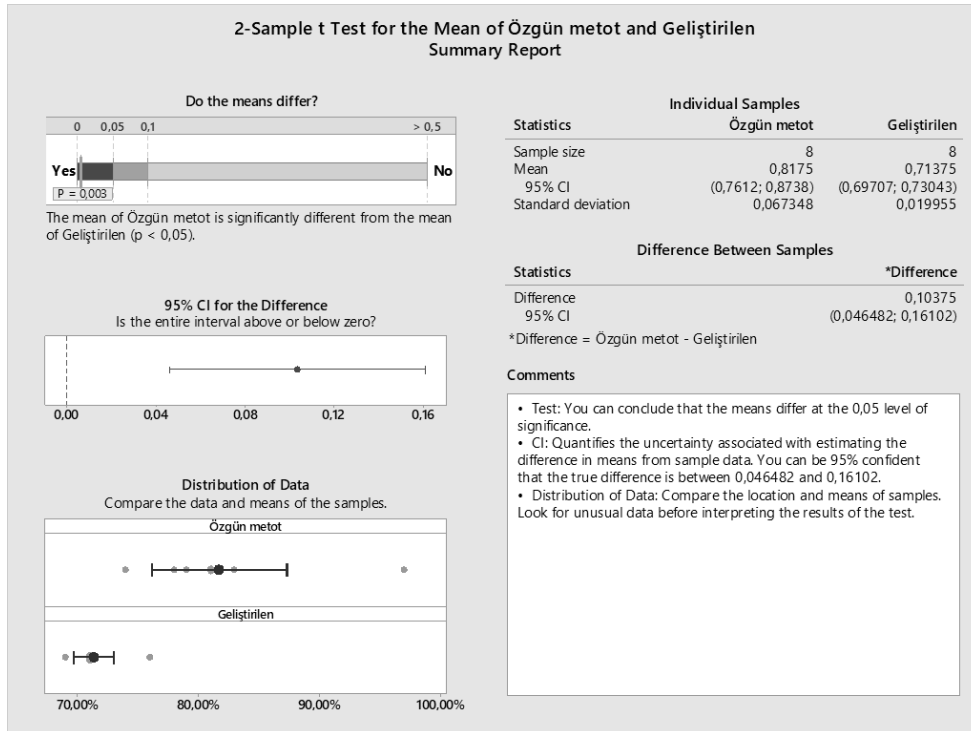 2-Sample t Test for the Mean of Özgün metot and Geliştirilen
Summary Report
Do the means differ?
0 0,05 0,1 > 0,5
Yes No
P = 0,003
The mean of Özgün metot is significantly different from the mean
of Geliştirilen (p < 0,05).
95% CI for the Difference
Is the entire interval above or below zero?
0,00 0,04 0,08 0,12 0,16
Distribution of Data
Compare the data and means of the samples.
Özgün metot
Geliştirilen
70,00% 80,00% 90,00% 100,00%
Individual Samples
Statistics Özgün metot Geliştirilen
Sample size 8 8
Mean 0,8175 0,71375
95% CI (0,7612; 0,8738) (0,69707; 0,73043)
Standard deviation 0,067348 0,019955
Difference Between Samples
Statistics *Difference
Difference 0,10375
95% CI (0,046482; 0,16102)
*Difference = Özgün metot - Geliştirilen
Comments
• Test: You can conclude that the means differ at the 0,05 level of
significance.
• CI: Quantifies the uncertainty associated with estimating the
difference in means from sample data. You can be 95% confident
that the true difference is between 0,046482 and 0,16102.
• Distribution of Data: Compare the location and means of samples.
Look for unusual data before interpreting the results of the test.